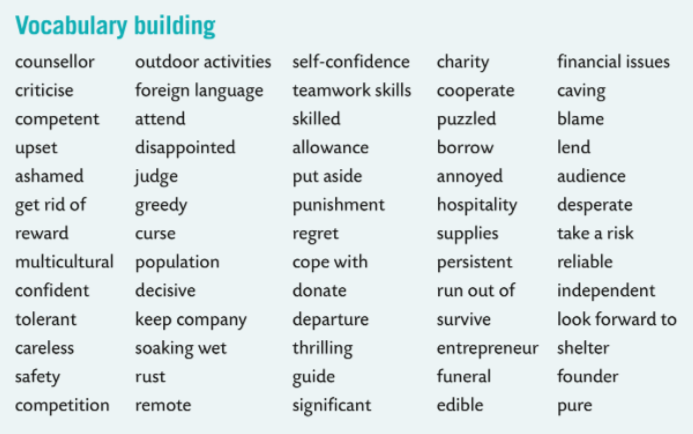 Vocabulary building
counsellor outdoor activities self-confidence charity financial issues
criticise foreign language teamwork skills cooperate caving
competent attend skilled puzzled blame
upset disappointed allowance borrow lend
ashamed judge put aside annoyed audience
get rid of greedy punishment hospitality desperate
reward curse regret supplies take a risk
multicultural population cope with persistent reliable
confident decisive donate run out of independent
tolerant keep company departure survive look forward to
careless soaking wet thrilling entrepreneur shelter
safety rust guide funeral founder
competition remote significant edible pure